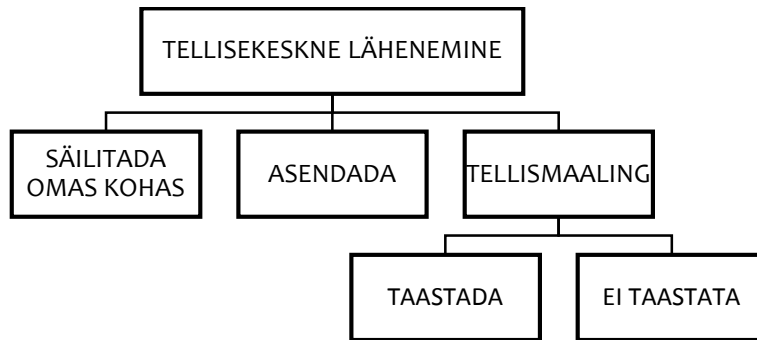 TELLISEKESKNE LÄHENEMINE
SÄILITADA
OMAS KOHAS
ASENDADA
TELLISMAALING
TAASTADA
EI TAASTATA